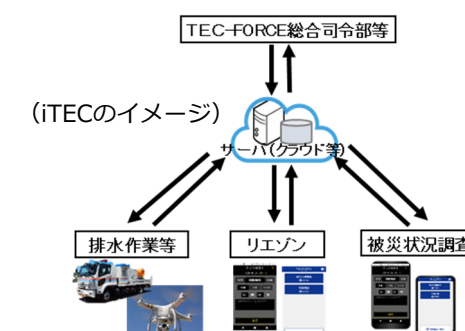 TEC-FORCE総合司令部等
（iTECのイメージ）
サーバ(クラウド等)
排水作業等
リエゾン
被災状況調査